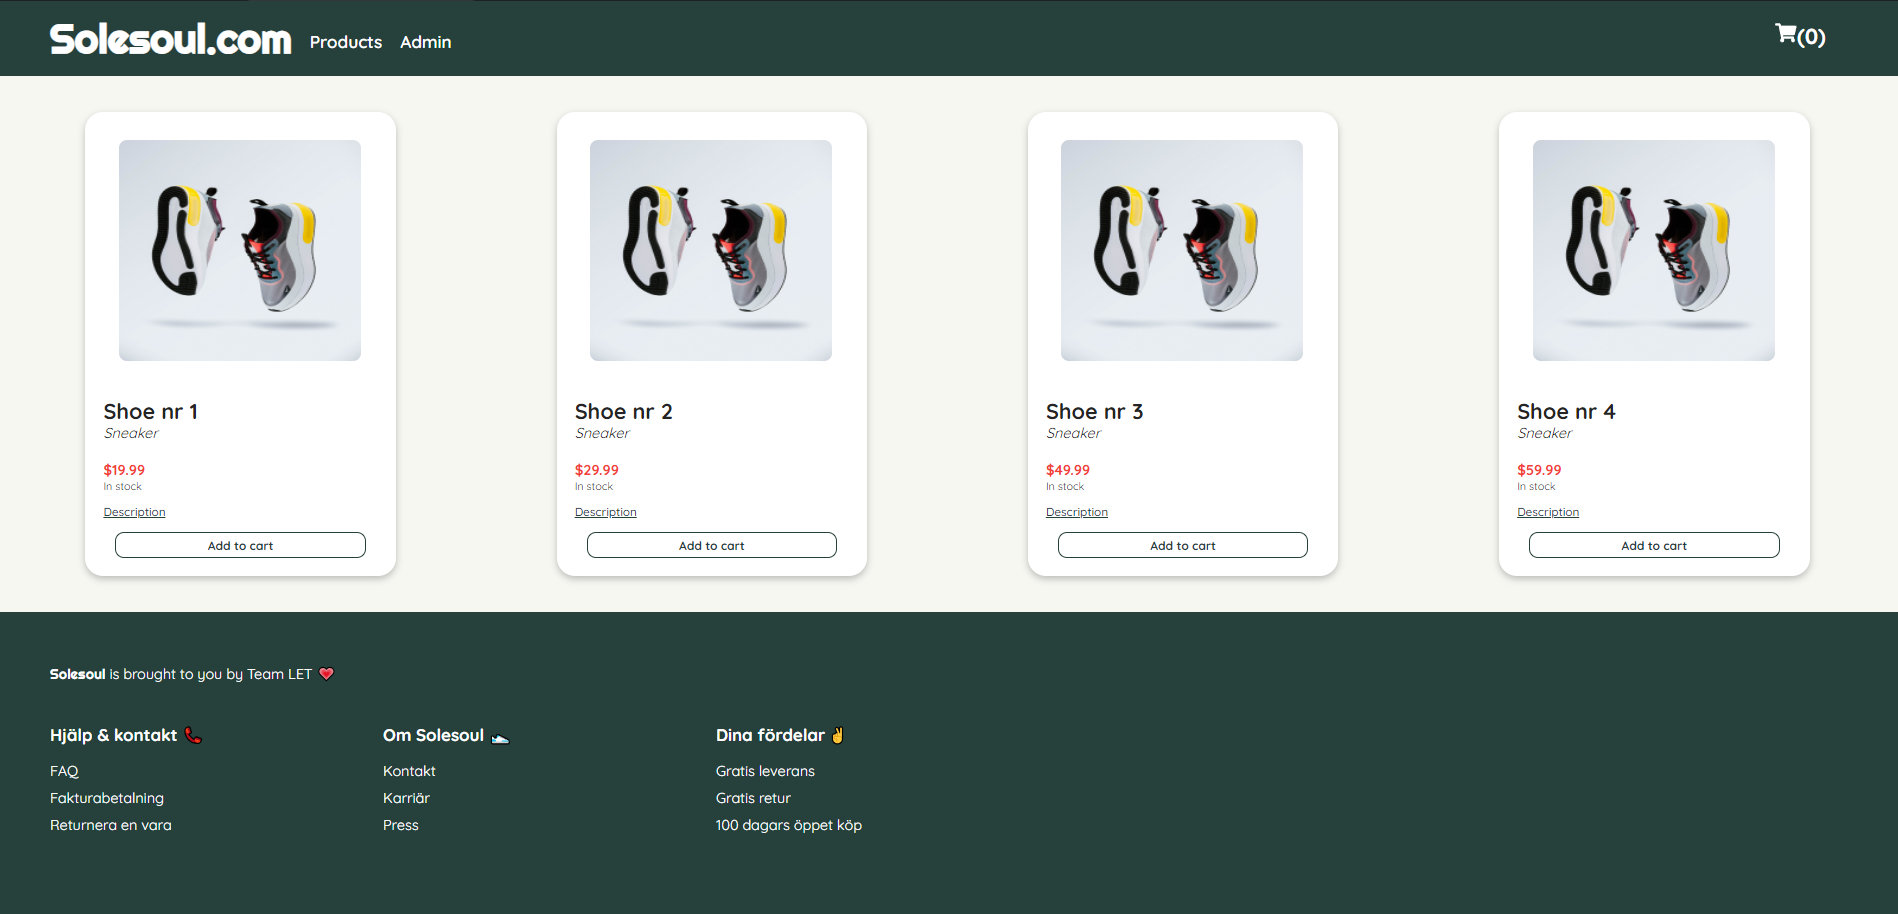 Solesoul.com Products Admin (0)
Shoe nr 1
Sneaker
$19.99
In stock
Description
Add to cart
Shoe nr 2
Sneaker
$29.99
In stock
Description
Add to cart
Shoe nr 3
Sneaker
$49.99
In stock
Description
Add to cart
Shoe nr 4
Sneaker
$59.99
In stock
Description
Add to cart
Solesoul is brought to you by Team LET ❤️
Hjälp & kontakt 📞
FAQ
Fakturabetalning
Returnera en vara
Om Solesoul 👟
Kontakt
Karriär
Press
Dina fördelar ✌️
Gratis leverans
Gratis retur
100 dagars öppet köp